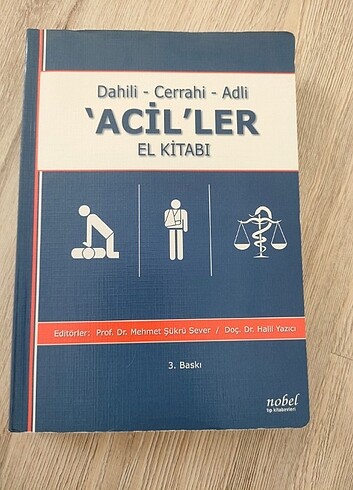 Dahili - Cerrahi - Adli
‘ACİL’LER
EL KİTABI
Editörler: Prof. Dr. Mehmet Şükrü Sever / Doç. Dr. Halil Yazıcı
3. Baskı
nobel
tıp kitabevleri